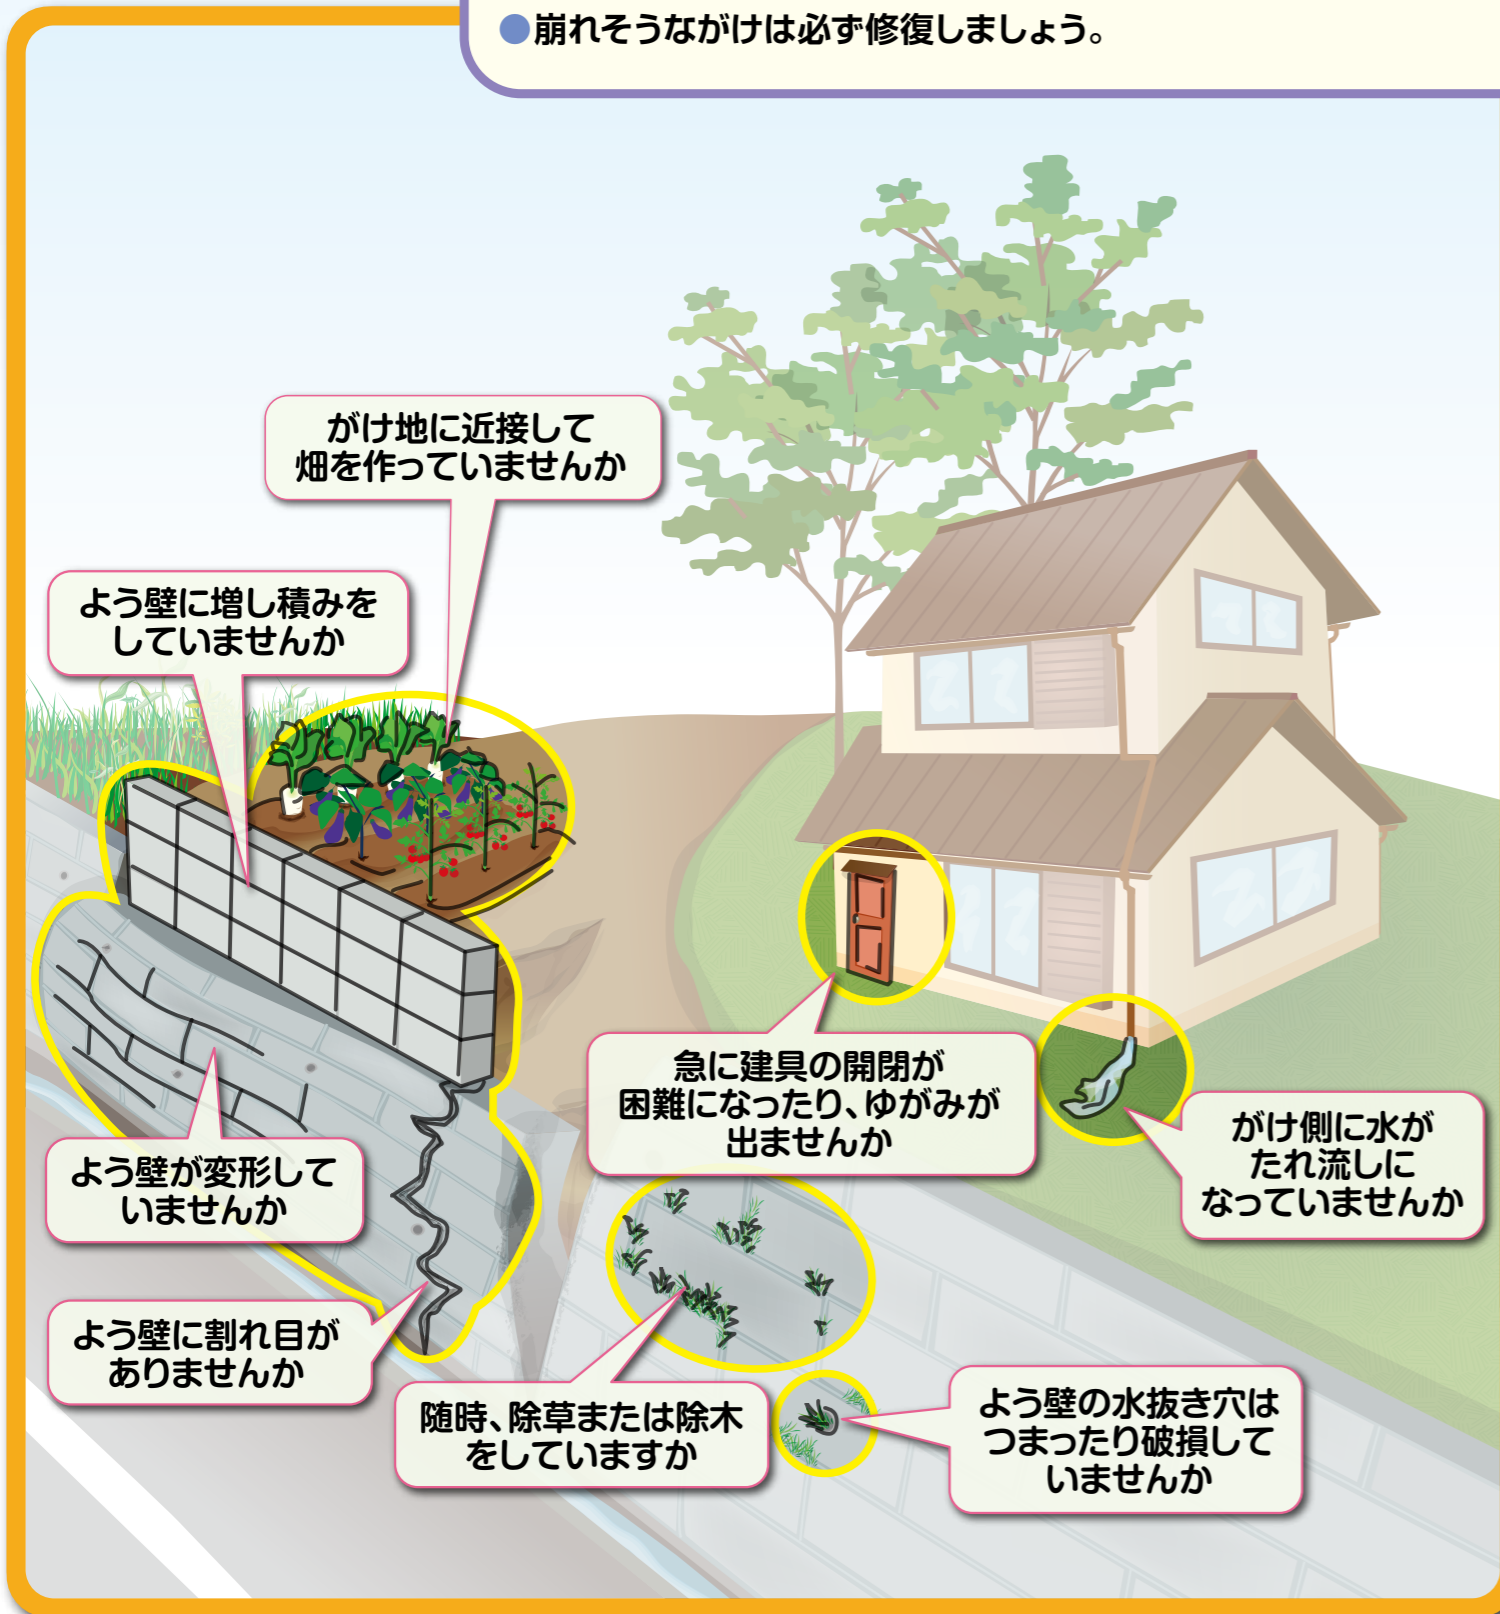 ●崩れそうながけは必ず修復しましょう。
がけ地に近接して
畑を作っていませんか
よう壁に増し積みを
していませんか
急に建具の開閉が
困難になったり、ゆがみが
出ませんか
がけ側に水が
たれ流しに
なっていませんか
よう壁が変形して
いませんか
よう壁に割れ目が
ありませんか
随時、除草または除木
をしていますか
よう壁の水抜き穴は
つまったり破損して
いませんか